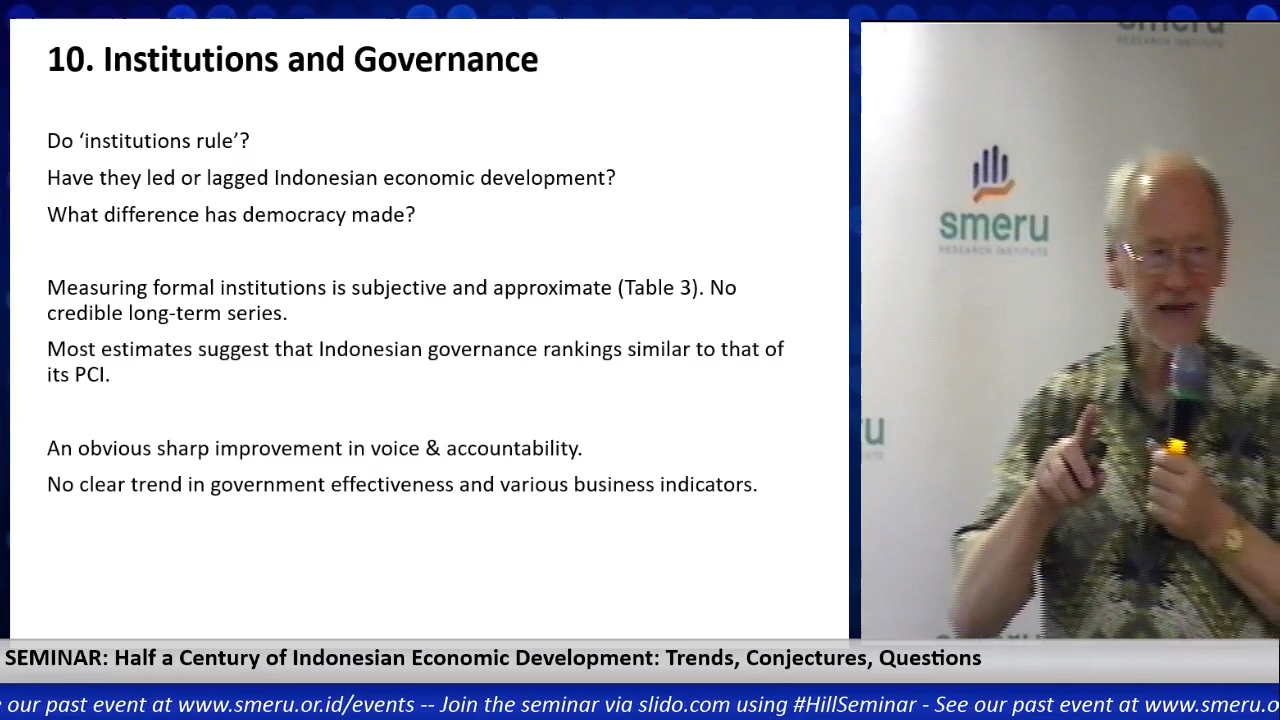 10. Institutions and Governance
Do ‘institutions rule’?
Have they led or lagged Indonesian economic development?
What difference has democracy made?
Measuring formal institutions is subjective and approximate (Table 3). No
credible long-term series.
Most estimates suggest that Indonesian governance rankings similar to that of
its PCI.
An obvious sharp improvement in voice & accountability.
No clear trend in government effectiveness and various business indicators.
smeru
RESEARCH INSTITUTE
smeru
RESEARCH INSTITUTE
SEMINAR: Half a Century of Indonesian Economic Development: Trends, Conjectures, Questions
our past event at www.smeru.or.id/events -- Join the seminar via slido.com using #HillSeminar - See our past event at www.smeru.o